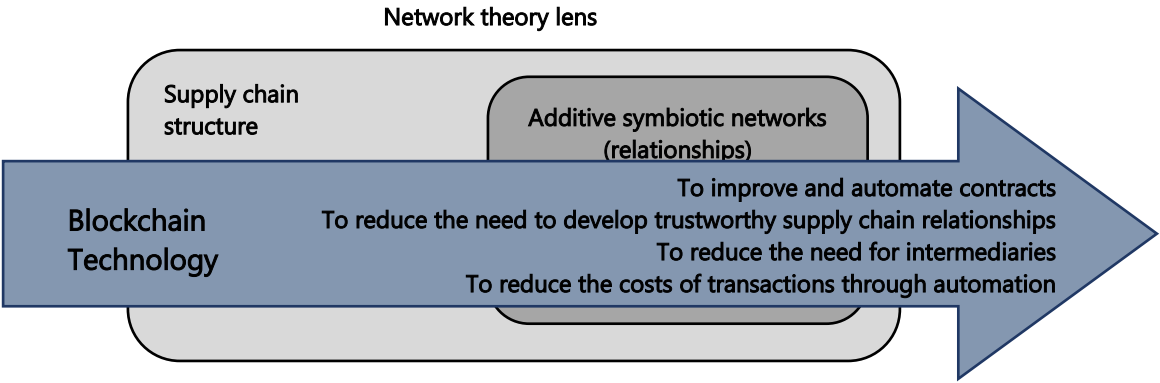 Network theory lens
Supply chain
structure
Additive symbiotic networks
(relationships)
Blockchain
Technology
To improve and automate contracts
To reduce the need to develop trustworthy supply chain relationships
To reduce the need for intermediaries
To reduce the costs of transactions through automation